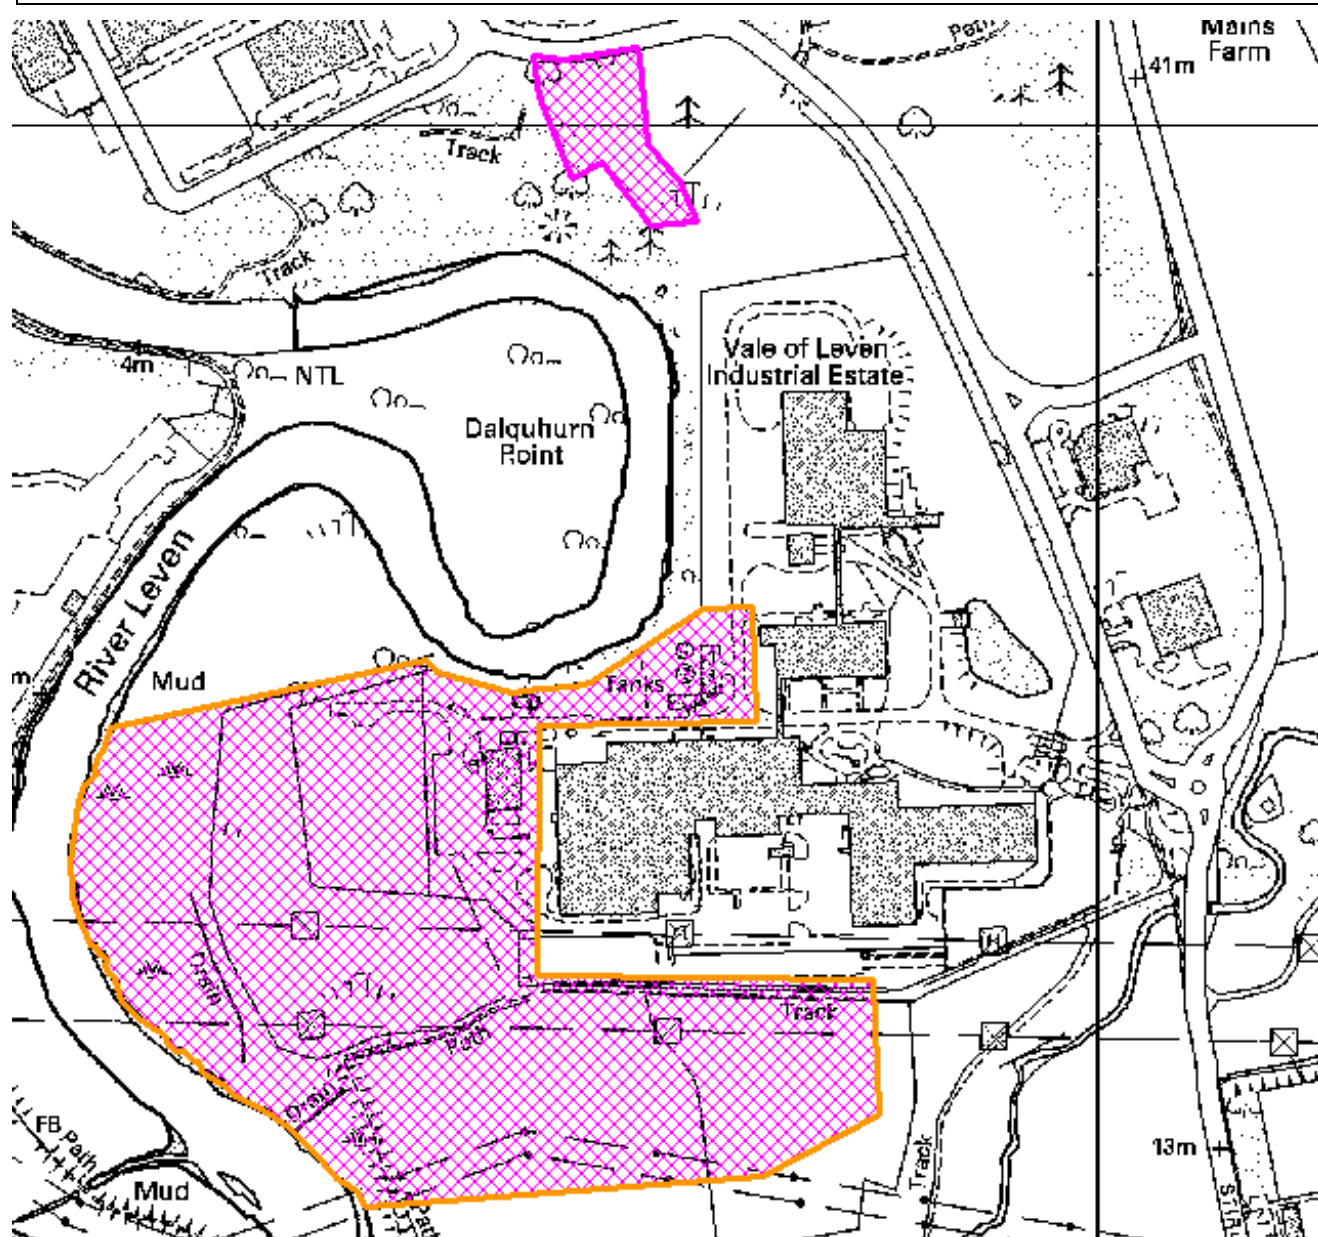 Mains
Farm
Path
41m
Track
Track
4m
NTL
Vale of Leven
Industrial Estate
Dalquhurn
Point
River Leven
Mud
Tanks
m
Drain
Track
Path
Drain
FB
Path
Mud
Path
Track
13m